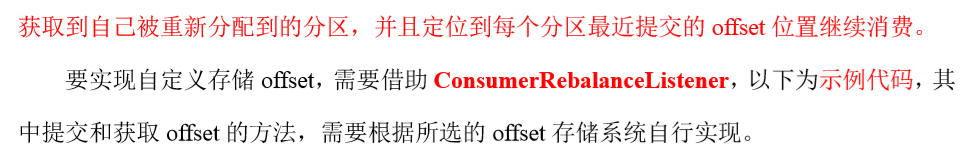 获取到自己被重新分配到的分区，并且定位到每个分区最近提交的 offset 位置继续消费。
要实现自定义存储 offset，需要借助 ConsumerRebalanceListener，以下为示例代码，其
中提交和获取 offset 的方法，需要根据所选的 offset 存储系统自行实现。